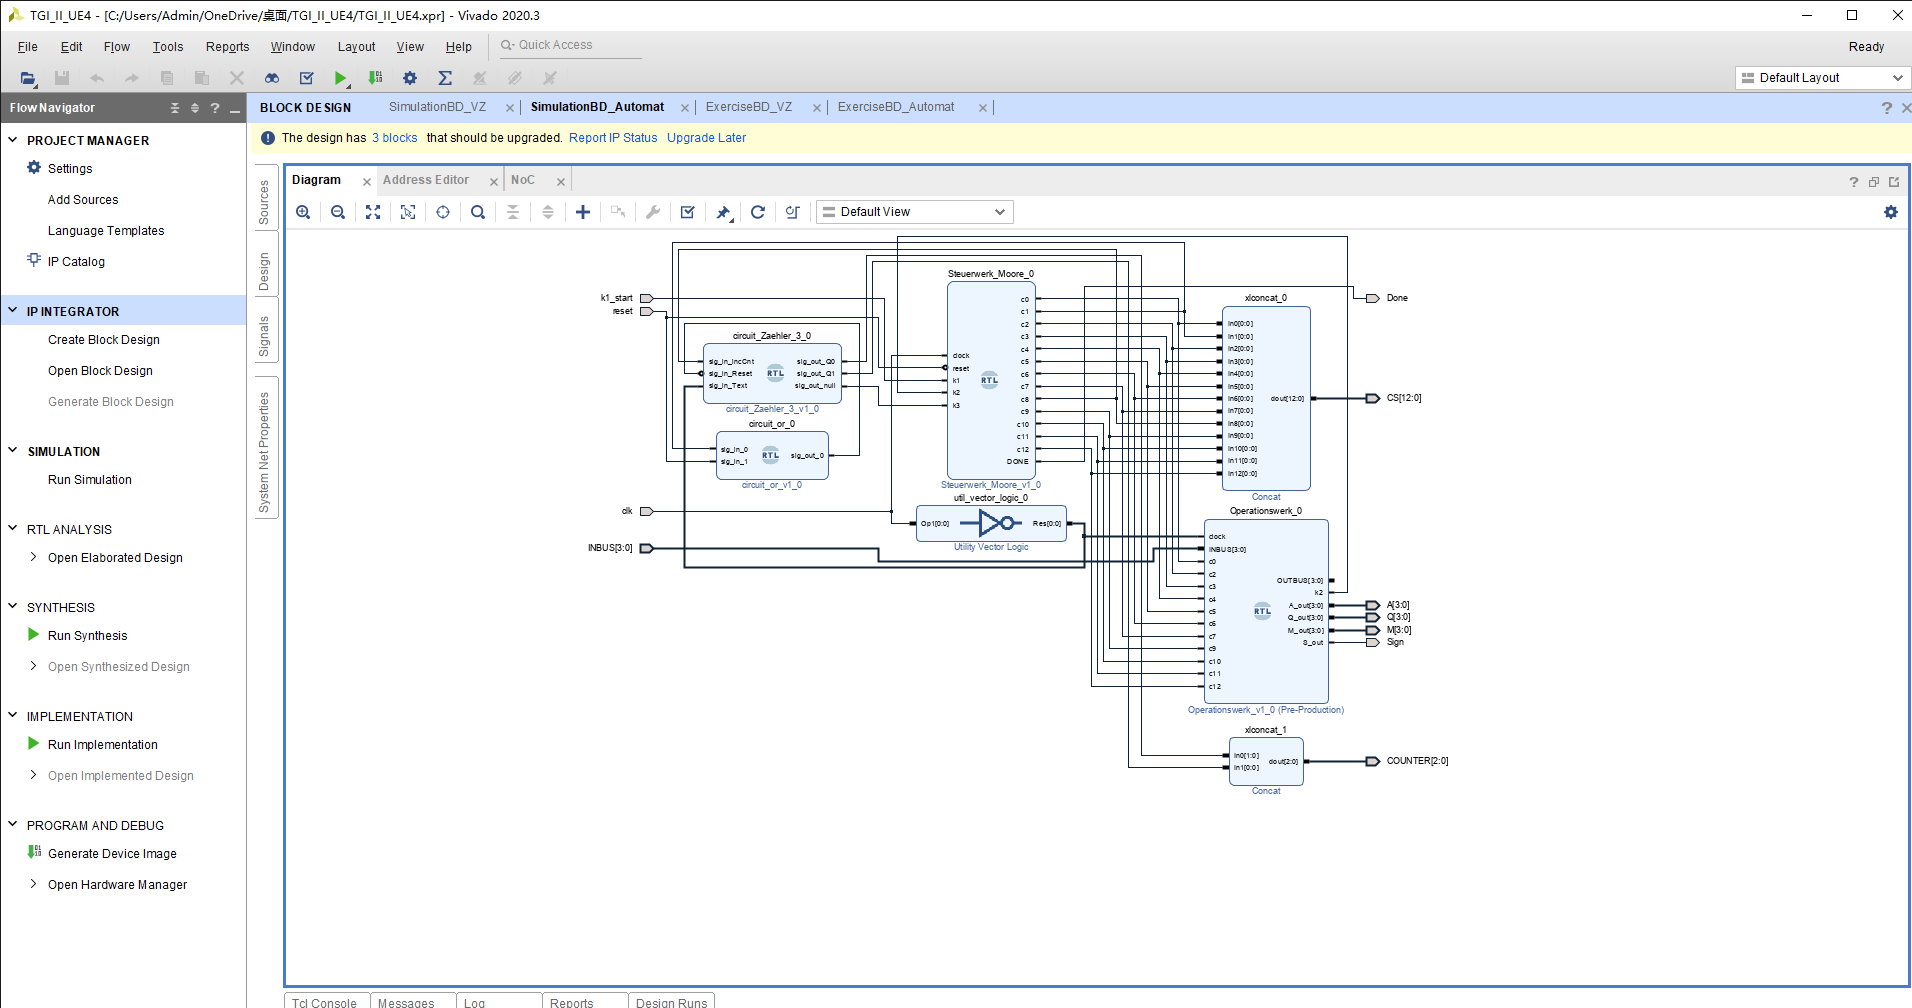 TGI_II_UE4 - [C:/Users/Admin/OneDrive/桌面/TGI_II_UE4/TGI_II_UE4.xpr] - Vivado 2020.3
File Edit Flow Tools Reports Window Layout View Help Quick Access Ready
Default Layout
Flow Navigator
PROJECT MANAGER
Settings
Add Sources
Language Templates
IP Catalog
IP INTEGRATOR
Create Block Design
Open Block Design
Generate Block Design
SIMULATION
Run Simulation
RTL ANALYSIS
Open Elaborated Design
SYNTHESIS
Run Synthesis
Open Synthesized Design
IMPLEMENTATION
Run Implementation
Open Implemented Design
PROGRAM AND DEBUG
Generate Device Image
Open Hardware Manager
BLOCK DESIGN SimulationBD_VZ SimulationBD_Automat ExerciseBD_VZ ExerciseBD_Automat
The design has 3 blocks that should be upgraded. Report IP Status Upgrade Later
Sources
Design
Signals
System Net Properties
Diagram Address Editor NoC
Default View
k1_start
reset
clk
INBUS[3:0]
circuit_Zaehler_3_0
sig_in_incCnt
sig_in_Reset
sig_in_Text
RTL
sig_out_Q0
sig_out_Q1
sig_out_null
circuit_Zaehler_3_v1_0
circuit_or_0
sig_in_0
sig_in_1
RTL
sig_out_0
circuit_or_v1_0
Steuerwerk_Moore_0
clock
reset
k1
k2
k3
RTL
c0
c1
c2
c3
c4
c5
c6
c7
c8
c9
c10
c11
c12
DONE
Steuerwerk_Moore_v1_0
util_vector_logic_0
Op1[0:0]
Res[0:0]
Utility Vector Logic
xlconcat_0
In0[0:0]
In1[0:0]
In2[0:0]
In3[0:0]
In4[0:0]
In5[0:0]
In6[0:0]
In7[0:0]
In8[0:0]
In9[0:0]
In10[0:0]
In11[0:0]
In12[0:0]
dout[12:0]
Concat
Operationswerk_0
clock
INBUS[3:0]
c0
c2
c3
c4
c5
c6
c7
c9
c10
c11
c12
RTL
OUTBUS[3:0]
k2
A_out[3:0]
Q_out[3:0]
M_out[3:0]
S_out
Operationswerk_v1_0 (Pre-Production)
xlconcat_1
In0[1:0]
In1[0:0]
dout[2:0]
Concat
Done
CS[12:0]
A[3:0]
Q[3:0]
M[3:0]
Sign
COUNTER[2:0]
Tcl Console Messages Log Reports Design Runs